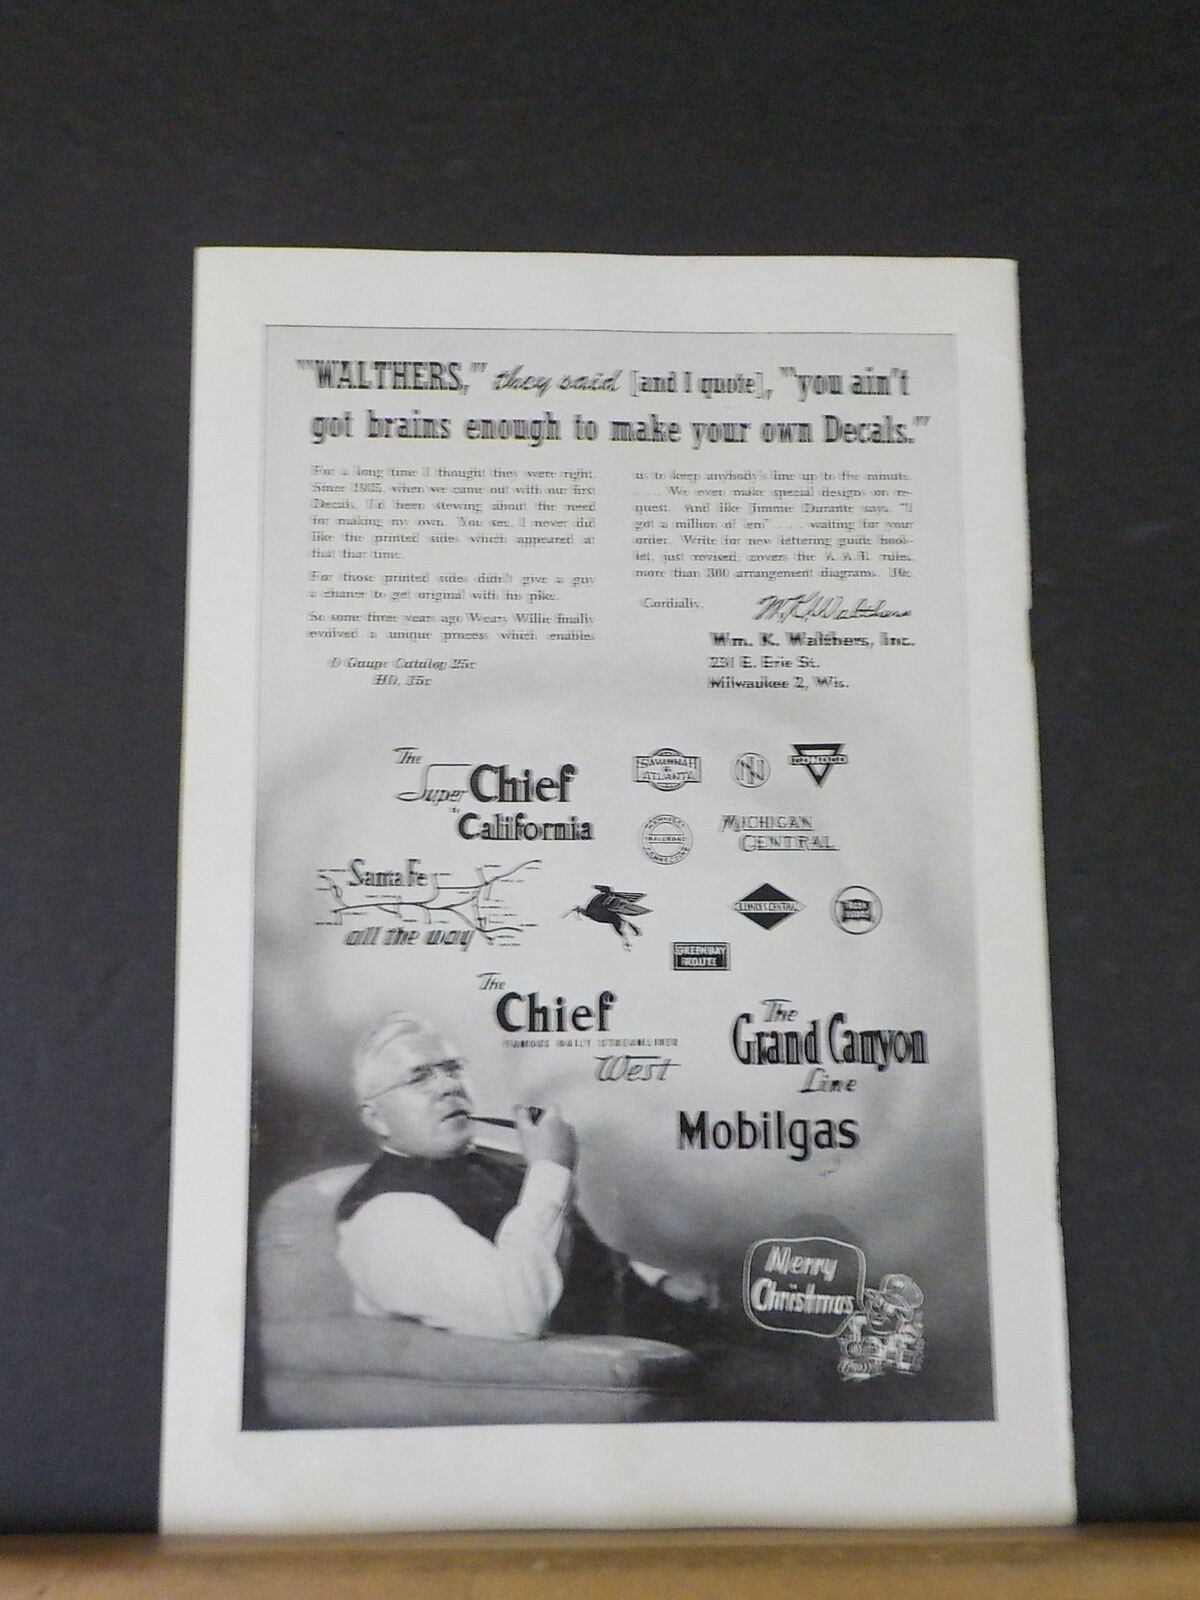 "WALTHERS," they said [and I quote], "you ain't
got brains enough to make your own Decals."
For a long time I thought they were right.
Since 1935, when we came out with our first
Decals, I'd been stewing about the need
for making my own. You see, I never did
like the printed sides which appeared at
that time.
For those printed sides didn't give a guy
a chance to get original with his pike.
So some three years ago Weary Willie finally
evolved a unique process which enables
us to keep anybody's line up to the minute.
. . . . We even make special designs on re-
quest. And like Jimmie Durante says, "I
got a million of 'em" . . . . waiting for your
order. Write for new lettering guide book-
let, just revised; covers the A. A. R. rules,
more than 300 arrangement diagrams. 10c.
Cordially,
W. K. Walthers
Wm. K. Walthers, Inc.
231 E. Erie St.
Milwaukee 2, Wis.
O Gauge Catalog 25c
HO, 15c
The
Super Chief
to
California
SAVANNAH
&
ATLANTA
MICHIGAN
CENTRAL
Santa Fe
all the way
ILLINOIS CENTRAL
GREEN BAY
ROUTE
The
Chief
FAMOUS DAILY STREAMLINER
West
The
Grand Canyon
Line
Mobilgas
Merry
Christmas